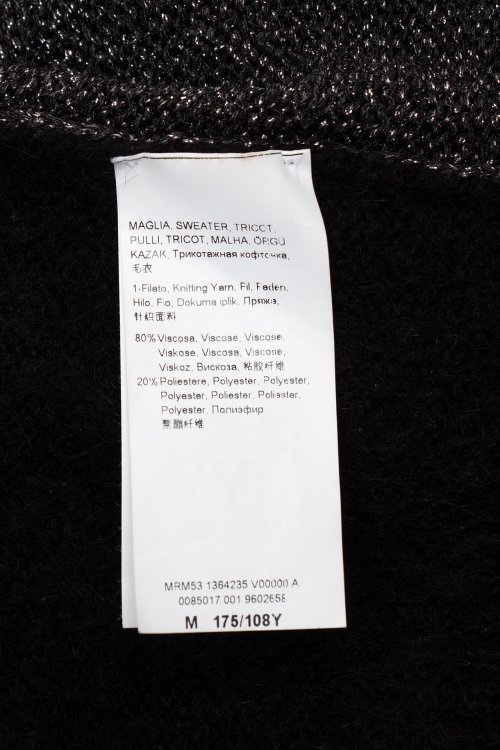 MAGLIA, SWEATER, TRICOT,
PULLI, TRICOT, MALHA, ÖRGÜ
KAZAK, Трикотажная кофточка,
毛衣
1-Filato, Knitting Yarn, Fil, Faden,
Hilo, Fio, Dokuma iplik, Пряжа,
针织面料
80% Viscosa, Viscose, Viscone,
Viskose, Viscosa, Viscose,
Viskoz, Вискоза, 粘胶纤维
20% Poliestere, Polyester, Polyester,
Polyester, Poliester, Poliester,
Polyester, Полиэфир
聚酯纤维
MRM53 1364235 V00000 A
0085017 001 9602658
M 175/108Y